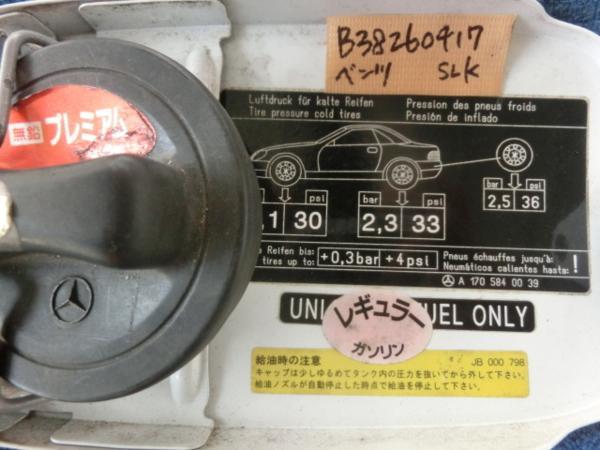 B38260417
ベンツ SLK
無鉛 プレミアム
Luftdruck für kalte Reifen
Tire pressure cold tires
Pression des pneus froids
Presión de inflado
bar psi
,1 30
bar psi
2,3 33
bar psi
2,5 36
Reifen bis:
tires up to:
+0,3bar +4psi
Pneus échauffés jusqu'à:
Neumáticos calientes hasta: !
A 170 584 00 39
UNL UEL ONLY
レギュラー
ガソリン
給油時の注意
JB 000 798
キャップは少しゆるめてタンク内の圧力を抜いてから外して下さい。
給油ノズルが自動停止した時点で給油を停止して下さい。